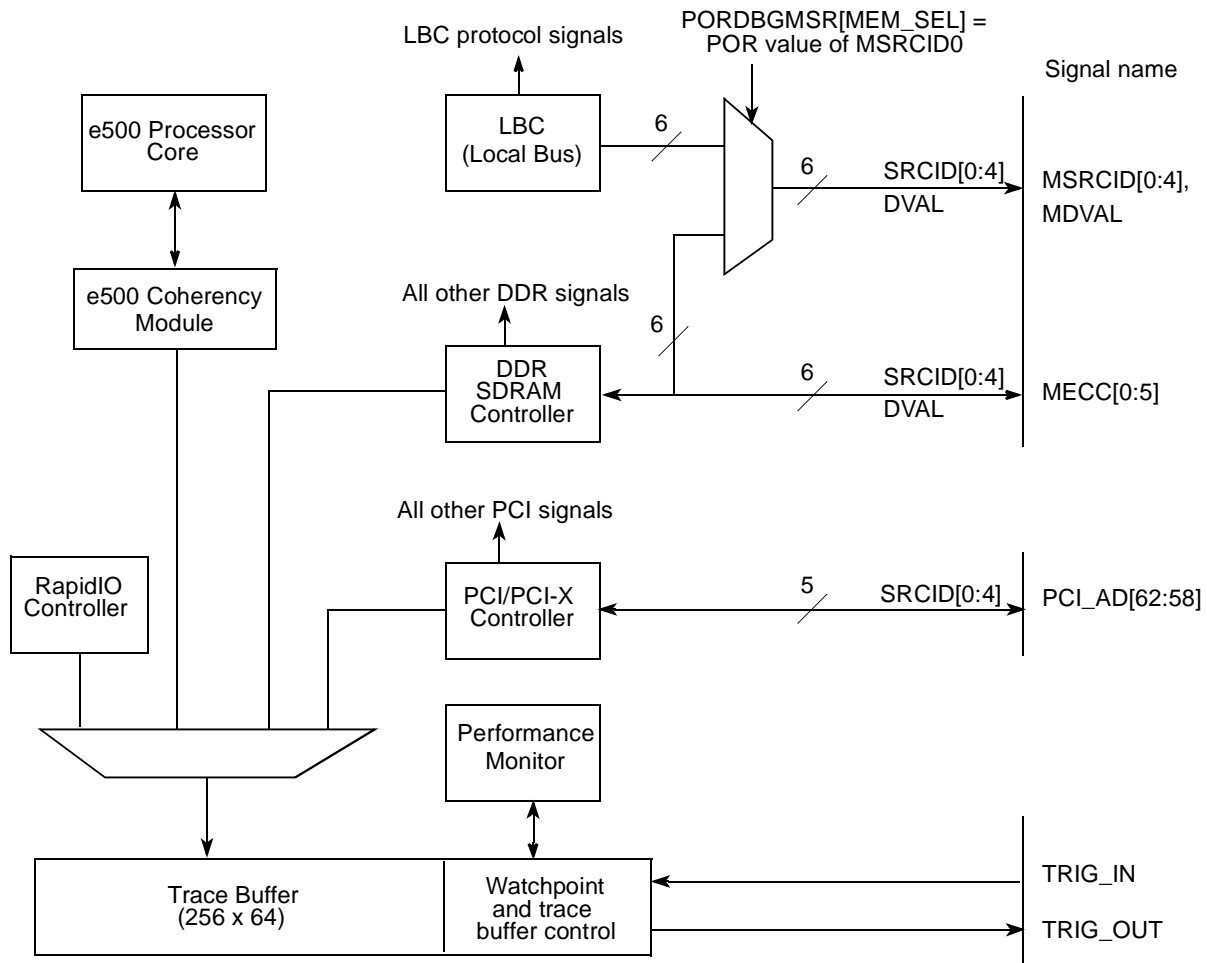 PORDBGMSR[MEM_SEL] =
POR value of MSRCID0
LBC protocol signals
Signal name
e500 Processor
Core
LBC
(Local Bus)
6
6
SRCID[0:4]
DVAL
MSRCID[0:4],
MDVAL
e500 Coherency
Module
All other DDR signals
6
DDR
SDRAM
Controller
6
SRCID[0:4]
DVAL
MECC[0:5]
All other PCI signals
RapidIO
Controller
PCI/PCI-X
Controller
5
SRCID[0:4]
PCI_AD[62:58]
Performance
Monitor
Trace Buffer
(256 x 64)
Watchpoint
and trace
buffer control
TRIG_IN
TRIG_OUT